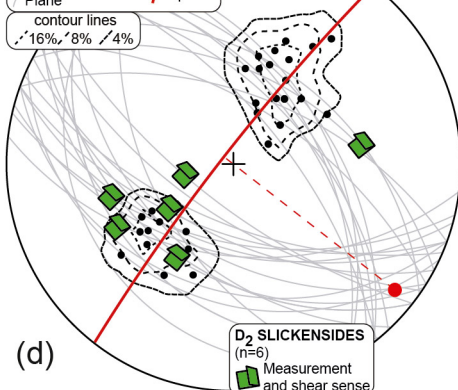 Plane
contour lines
16% 8% 4%
(d)
D2 SLICKENSIDES
(n=6)
Measurement
and shear sense